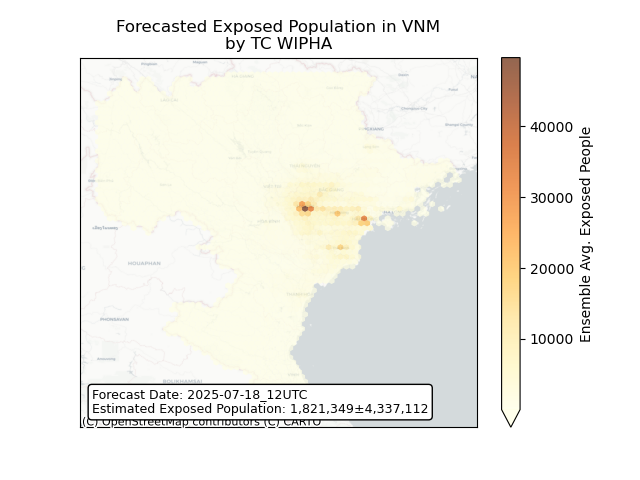 Forecasted Exposed Population in VNM
by TC WIPHA
40000
30000
20000
10000
Ensemble Avg. Exposed People
HOUAPHAN
Forecast Date: 2025-07-18_12UTC
Estimated Exposed Population: 1,821,349±4,337,112
(C) OpenStreetMap contributors (C) CARTO